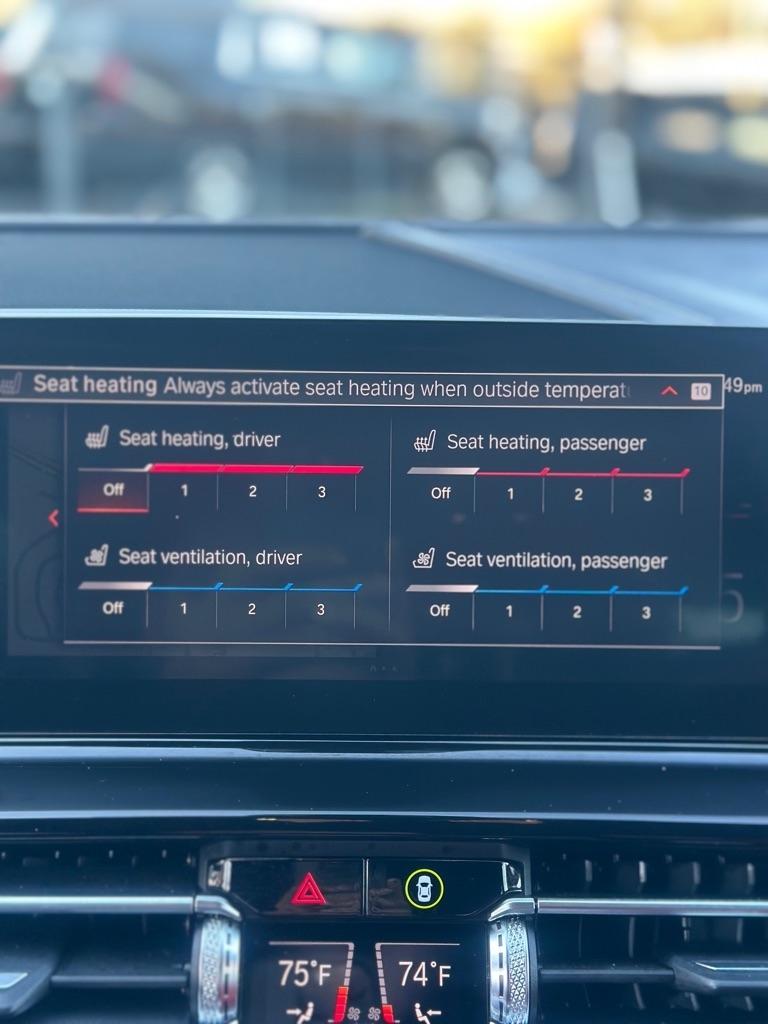 Seat heating Always activate seat heating when outside temperat 10 49pm
Seat heating, driver
Off 1 2 3
Seat heating, passenger
Off 1 2 3
Seat ventilation, driver
Off 1 2 3
Seat ventilation, passenger
Off 1 2 3
75°F 74°F